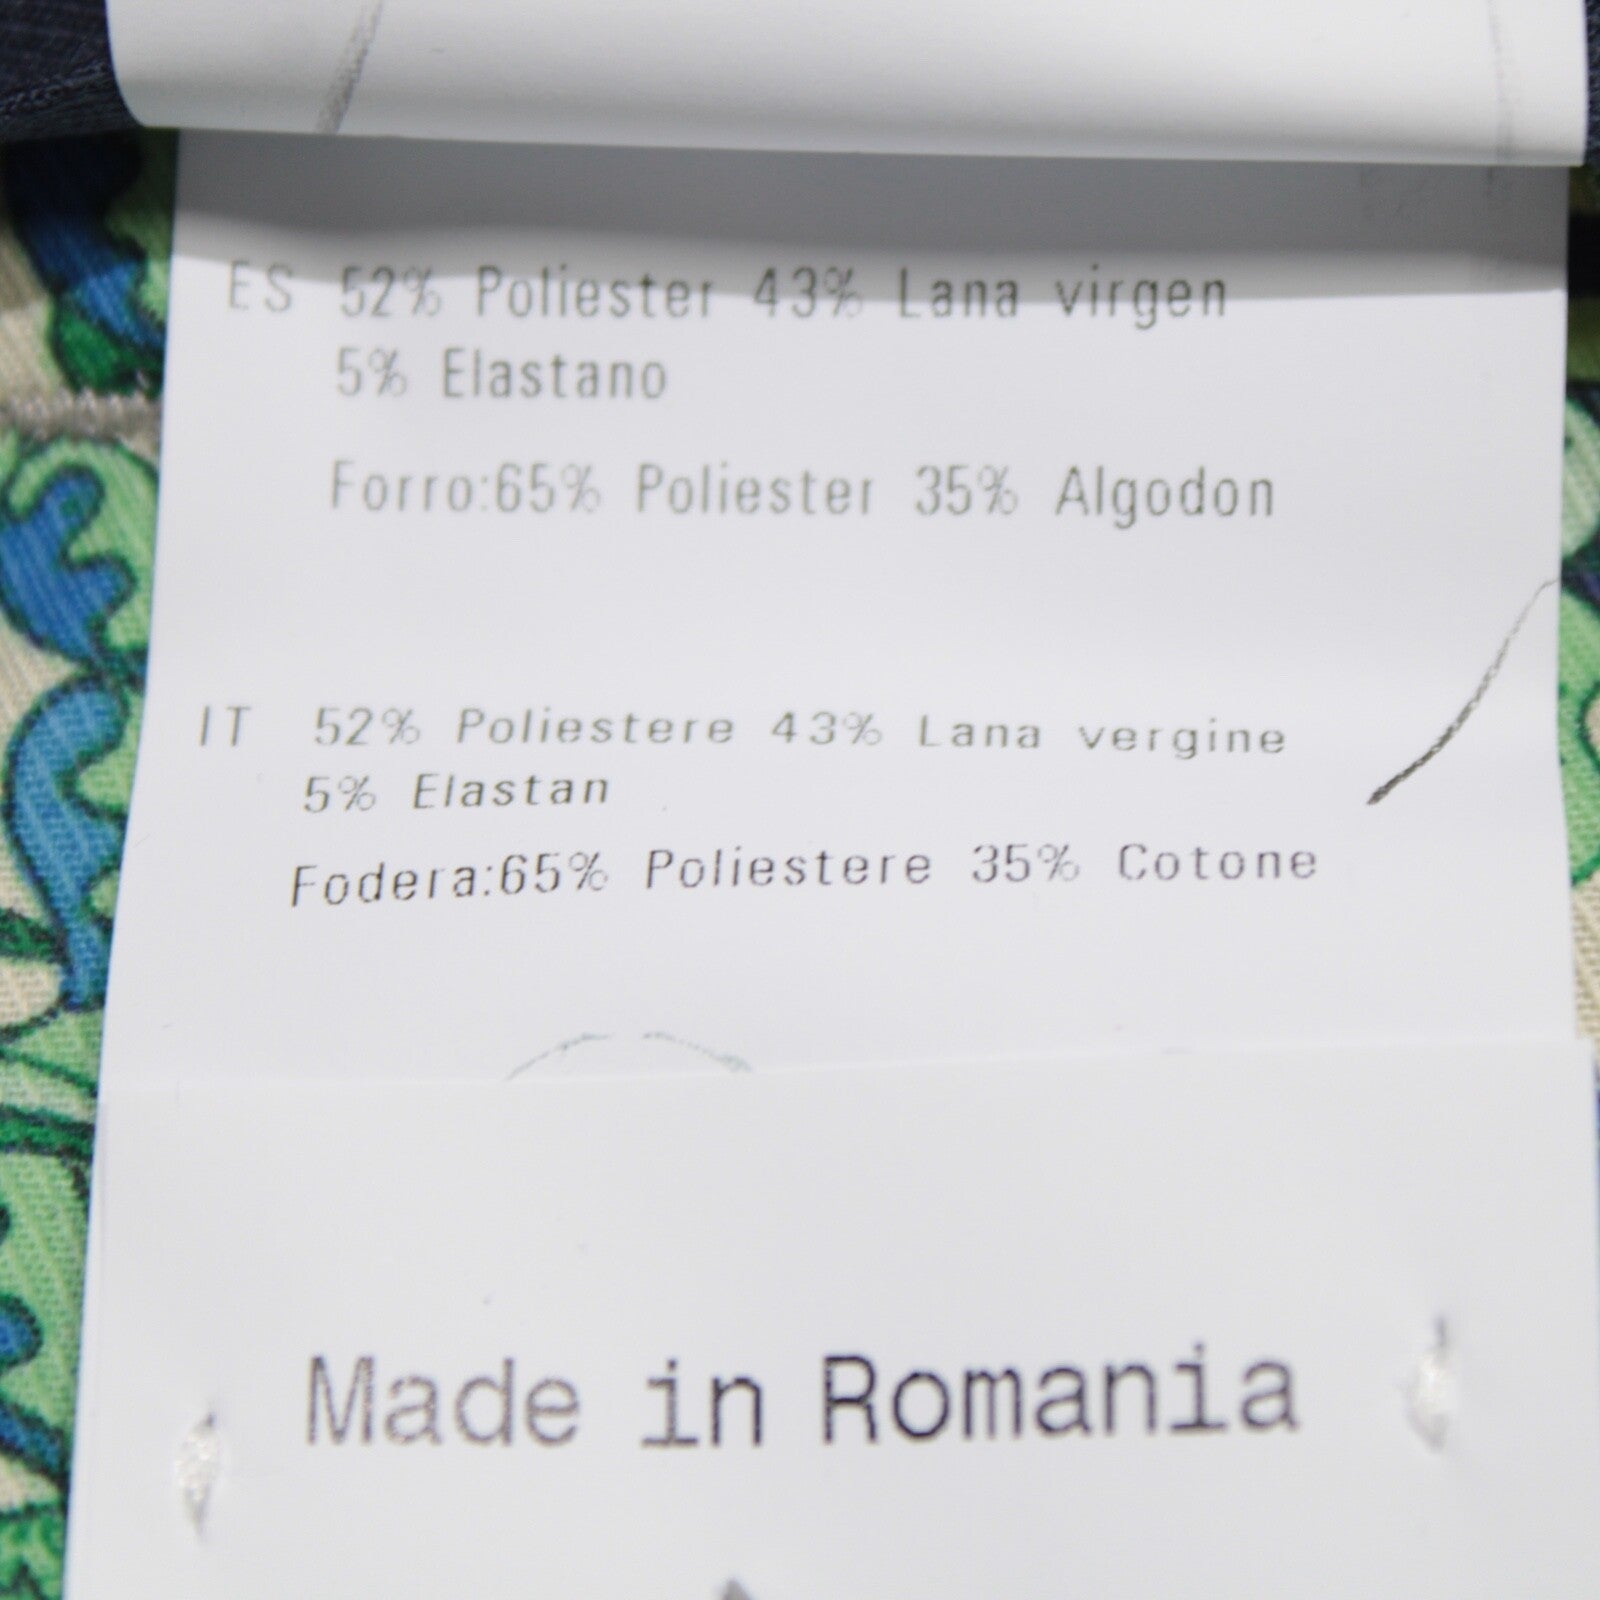 ES 52% Poliester 43% Lana virgen
5% Elastano
Forro:65% Poliester 35% Algodon
IT 52% Poliestere 43% Lana vergine
5% Elastan
Fodera:65% Poliestere 35% Cotone
Made in Romania